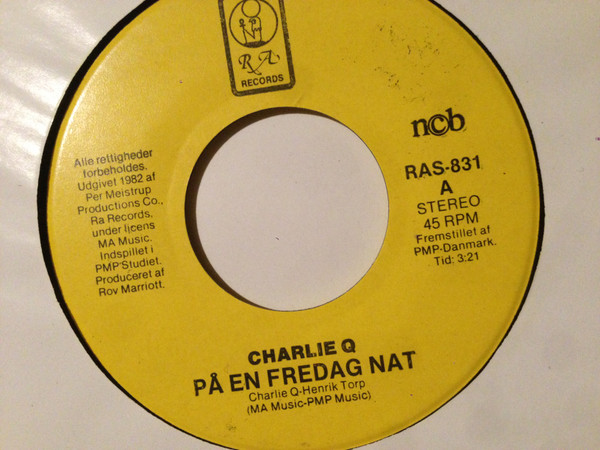 RA
RECORDS
ncb
RAS-831
A
STEREO
45 RPM
Fremstillet af
PMP-Danmark.
Tid: 3:21
Alle rettigheder
forbeholdes.
Udgivet 1982 af
Per Meistrup
Productions Co.,
Ra Records,
under licens
MA Music.
Indspillet i
PMP Studiet.
Produceret af
Rov Marriott.
CHARLIE Q
PÅ EN FREDAG NAT
Charlie Q-Henrik Torp
(MA Music-PMP Music)